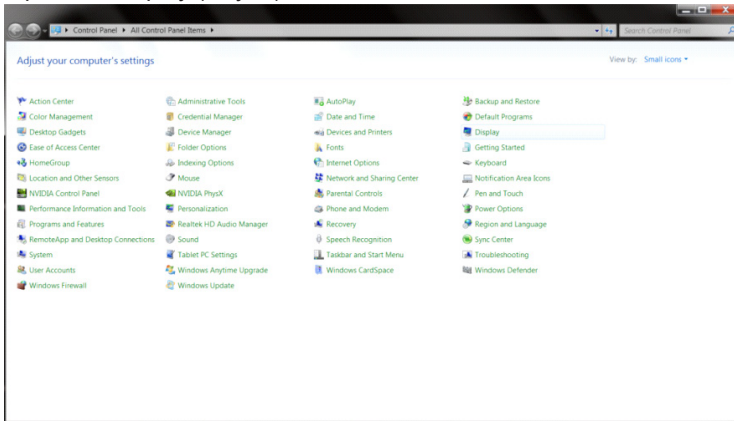 Control Panel ▸ All Control Panel Items ▸
Search Control Panel
Adjust your computer's settings
View by: Small icons
Action Center
Administrative Tools
AutoPlay
Backup and Restore
Color Management
Credential Manager
Date and Time
Default Programs
Desktop Gadgets
Device Manager
Devices and Printers
Display
Ease of Access Center
Folder Options
Fonts
Getting Started
HomeGroup
Indexing Options
Internet Options
Keyboard
Location and Other Sensors
Mouse
Network and Sharing Center
Notification Area Icons
NVIDIA Control Panel
NVIDIA PhysX
Parental Controls
Pen and Touch
Performance Information and Tools
Personalization
Phone and Modem
Power Options
Programs and Features
Realtek HD Audio Manager
Recovery
Region and Language
RemoteApp and Desktop Connections
Sound
Speech Recognition
Sync Center
System
Tablet PC Settings
Taskbar and Start Menu
Troubleshooting
User Accounts
Windows Anytime Upgrade
Windows CardSpace
Windows Defender
Windows Firewall
Windows Update